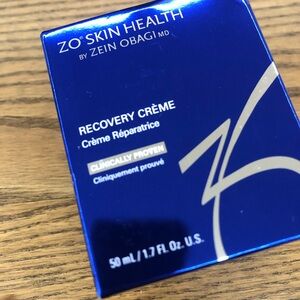 ZO® SKIN HEALTH
BY ZEIN OBAGI MD
RECOVERY CRÈME
Crème Réparatrice
CLINICALLY PROVEN
Cliniquement prouvé
50 mL / 1.7 Fl. Oz. U.S.